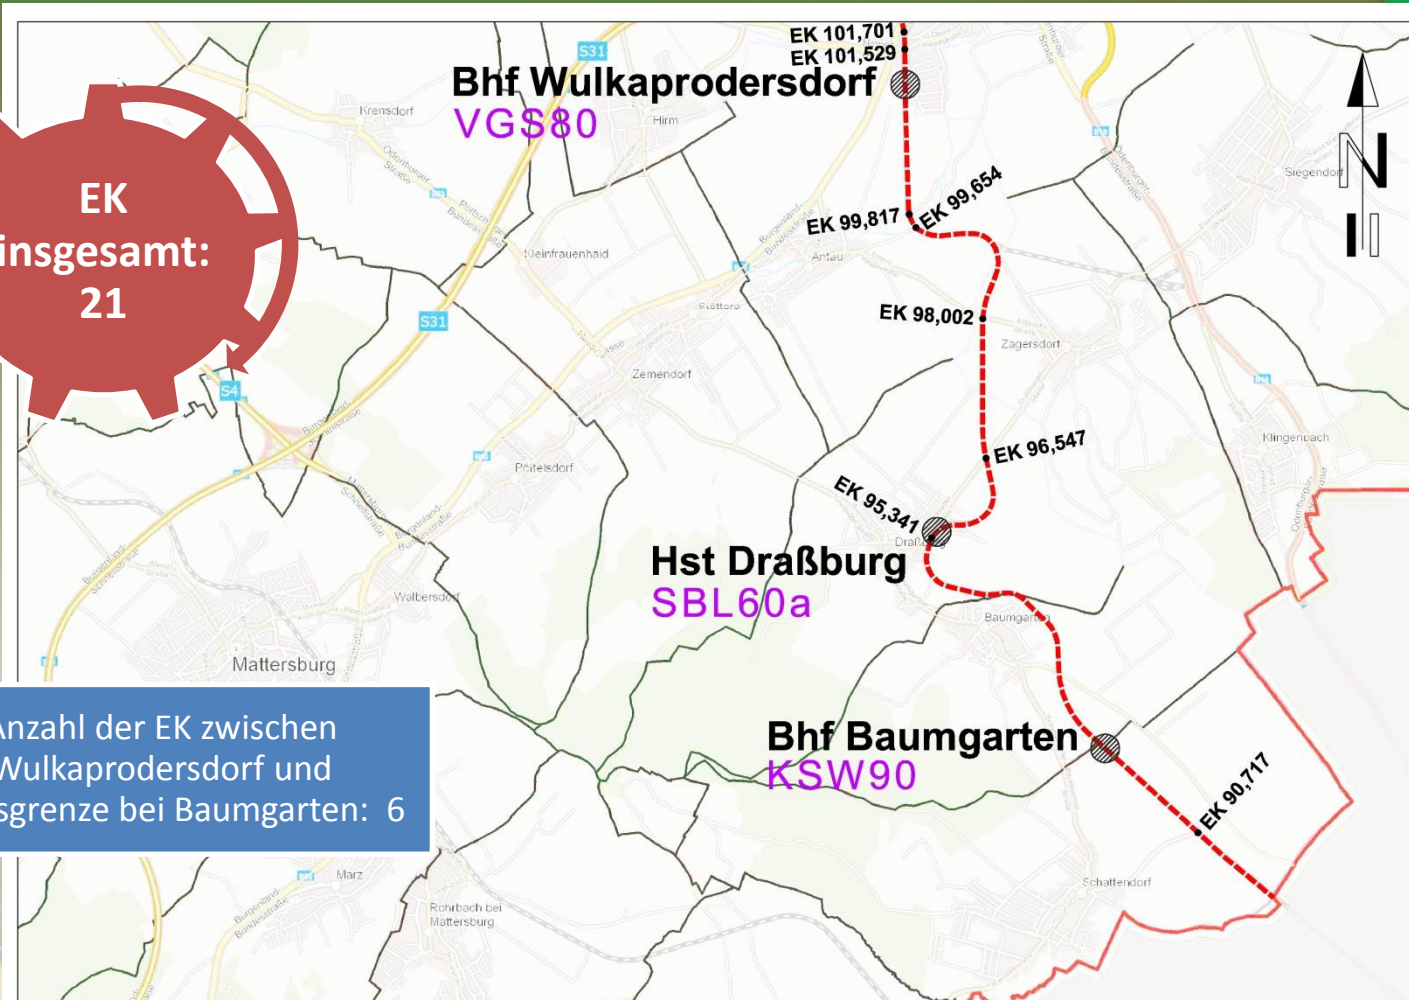 EK 101,701
EK 101,529
S31
Bhf Wulkaprodersdorf
VGS80
Krensdorf
Hirm
Siegendorf
N
EK
insgesamt:
21
EK 99,817
EK 99,654
Kleinfrauenhaid
Antau
Stöttera
S31
EK 98,002
Zagersdorf
Zemendorf
S4
Klingenbach
EK 96,547
Pöttelsdorf
EK 95,341
Hst Draßburg
SBL60a
Walbersdorf
Baumgarten
Mattersburg
Anzahl der EK zwischen
Wulkaprodersdorf und
sgrenze bei Baumgarten: 6
Bhf Baumgarten
KSW90
EK 90,717
Marz
Schattendorf
Rohrbach bei
Mattersburg